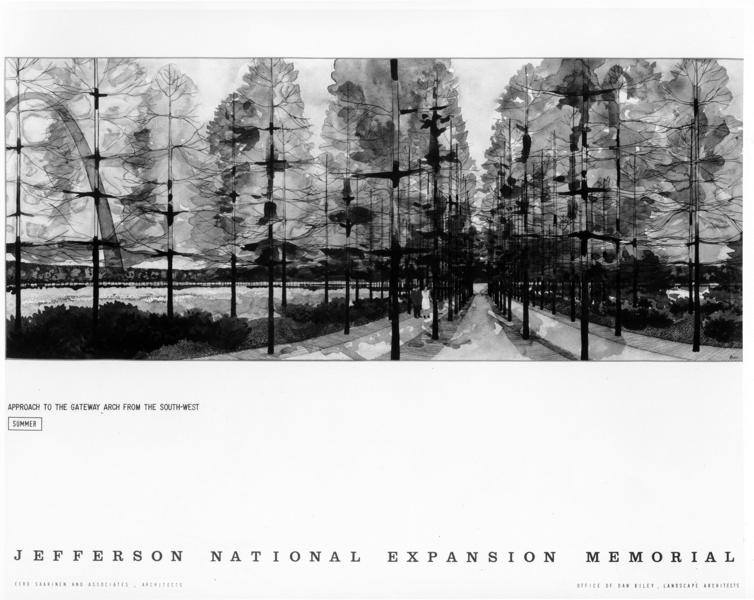 APPROACH TO THE GATEWAY ARCH FROM THE SOUTH-WEST
SUMMER
JEFFERSON NATIONAL EXPANSION MEMORIAL
EERO SAARINEN AND ASSOCIATES, ARCHITECTS
OFFICE OF DAN KILEY, LANDSCAPE ARCHITECTS